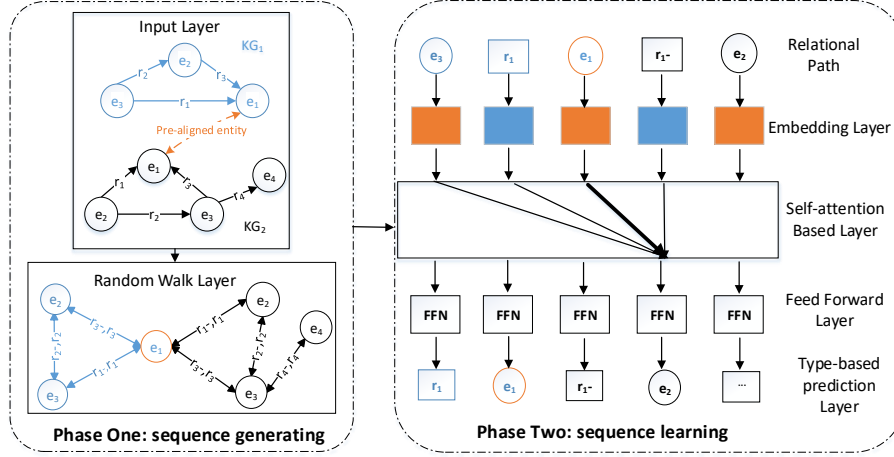 Input Layer
KG1
e2
r2
r3
e3
r1
e1
Pre-aligned entity
e1
e4
r1
r3
r4
e2
r2
e3
KG2
Random Walk Layer
e2
r3-,r3
r2-,r2
r1-,r1
e3
e1
r1-,r1
e2
e4
r2-,r2
r3-,r3
r4-,r4
e3
Phase One: sequence generating
e3
r1
e1
r1-
e2
Relational
Path
Embedding Layer
Self-attention
Based Layer
FFN
FFN
FFN
FFN
FFN
Feed Forward
Layer
r1
e1
r1-
e2
...
Type-based
prediction
Layer
Phase Two: sequence learning